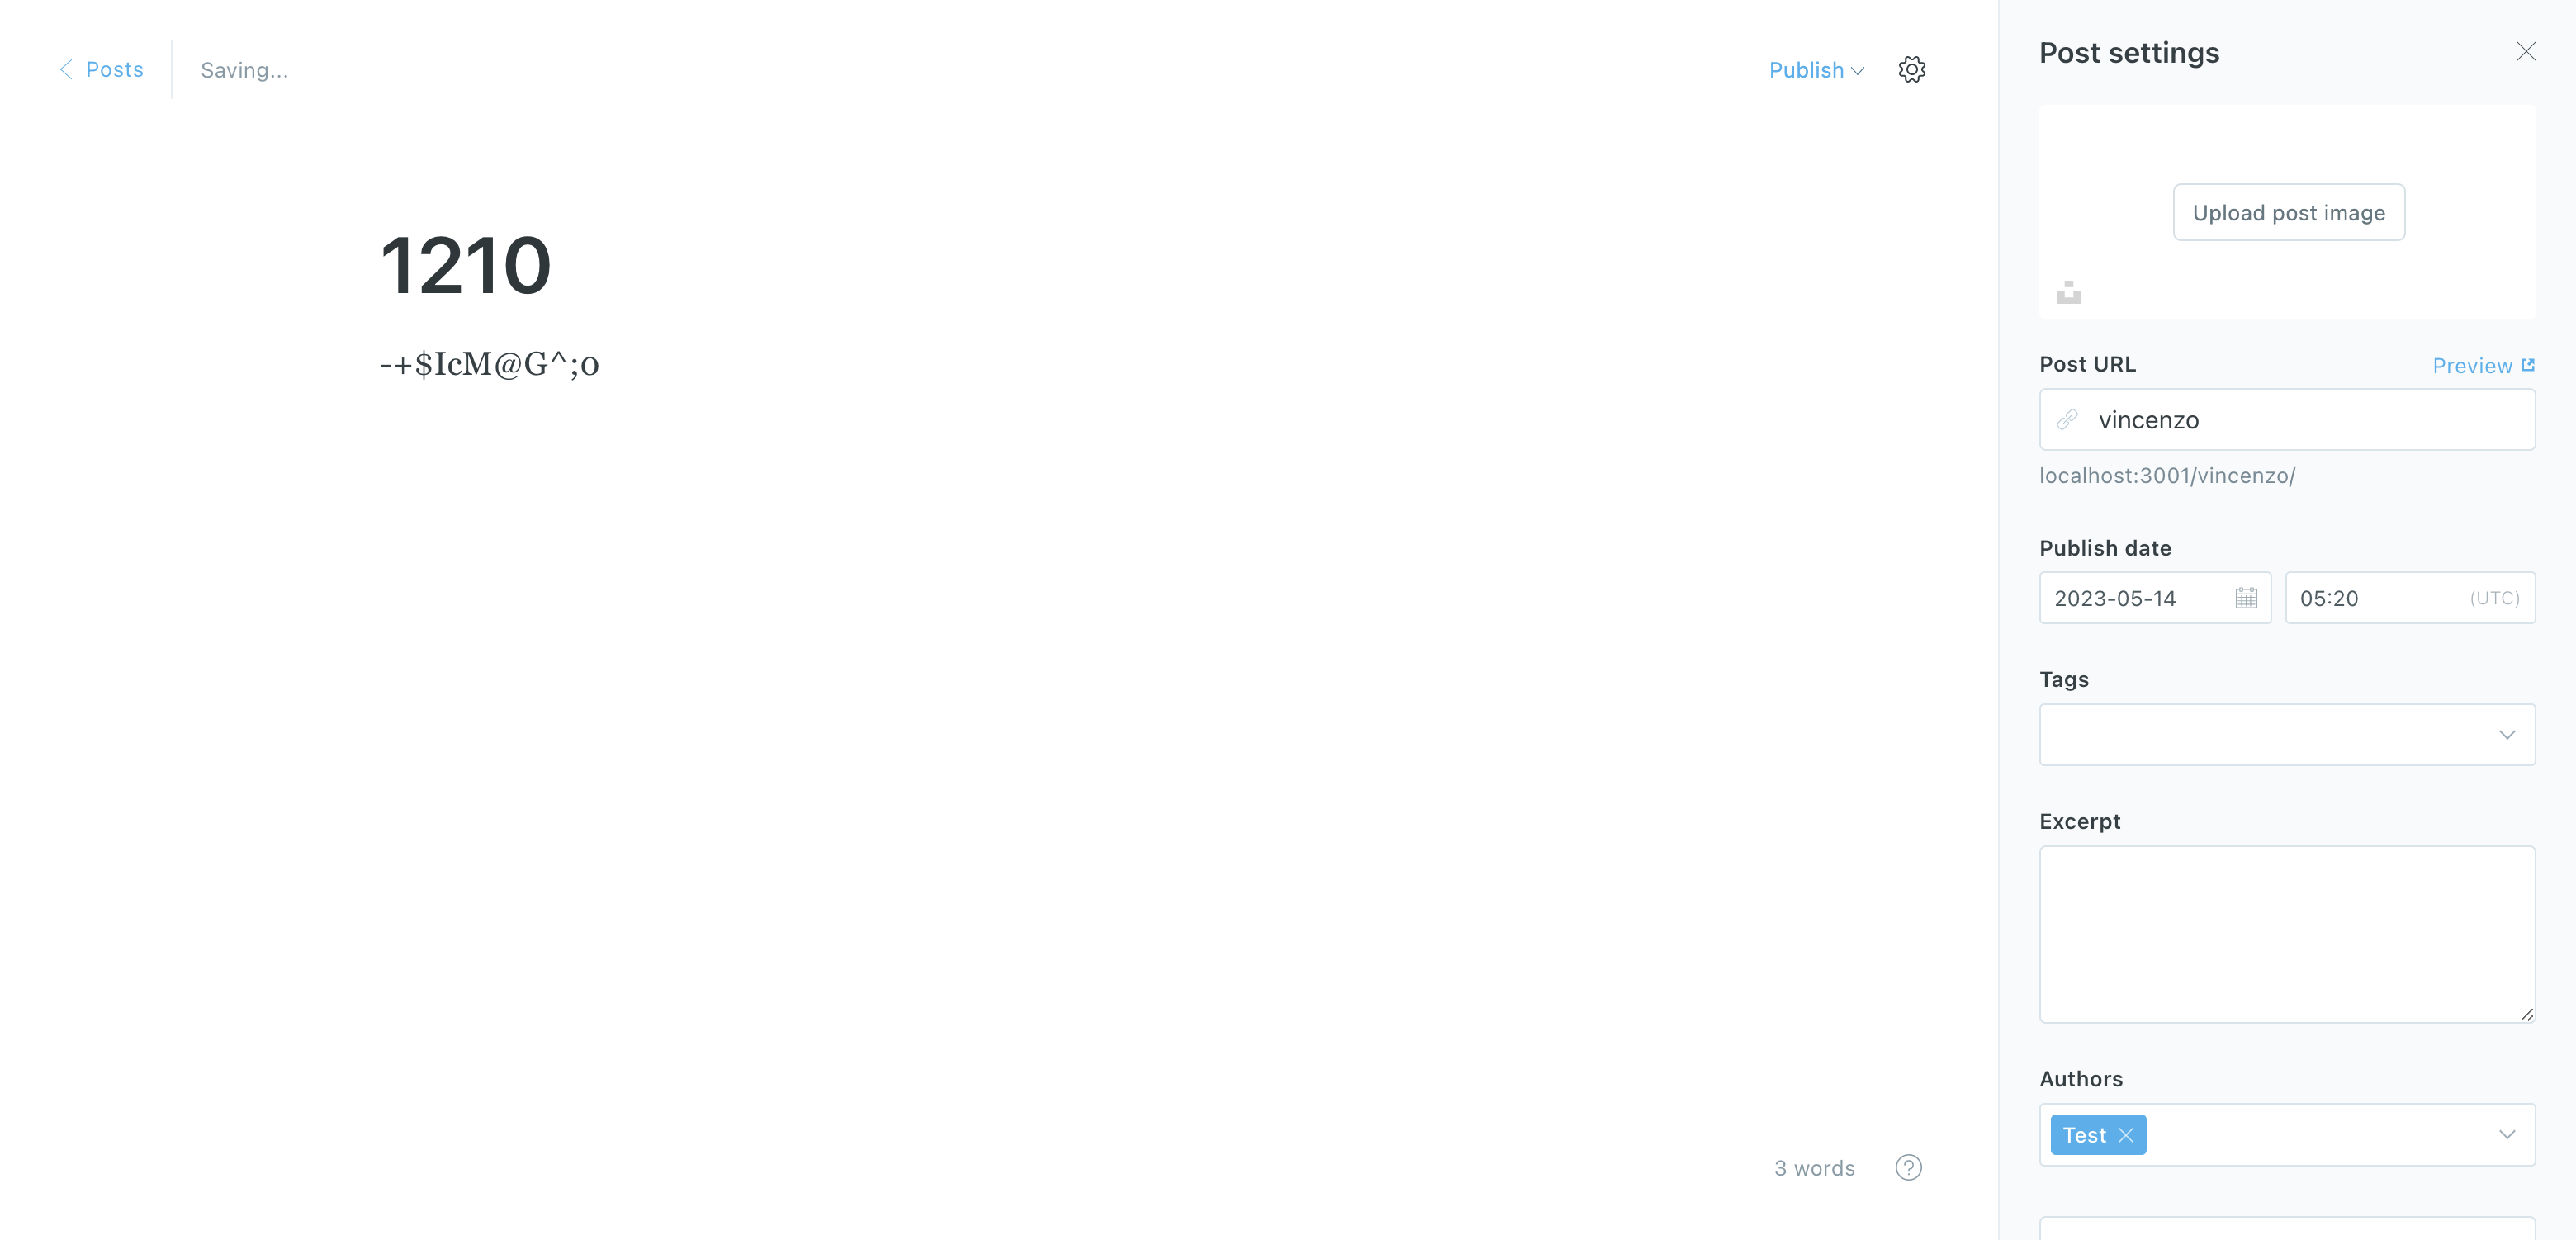 Posts
Saving...
Publish
1210
-+$IcM@G^;0
3 words
?
Post settings
Upload post image
Post URL
Preview
vincenzo
localhost:3001/vincenzo/
Publish date
2023-05-14
05:20
(UTC)
Tags
Excerpt
Authors
Test